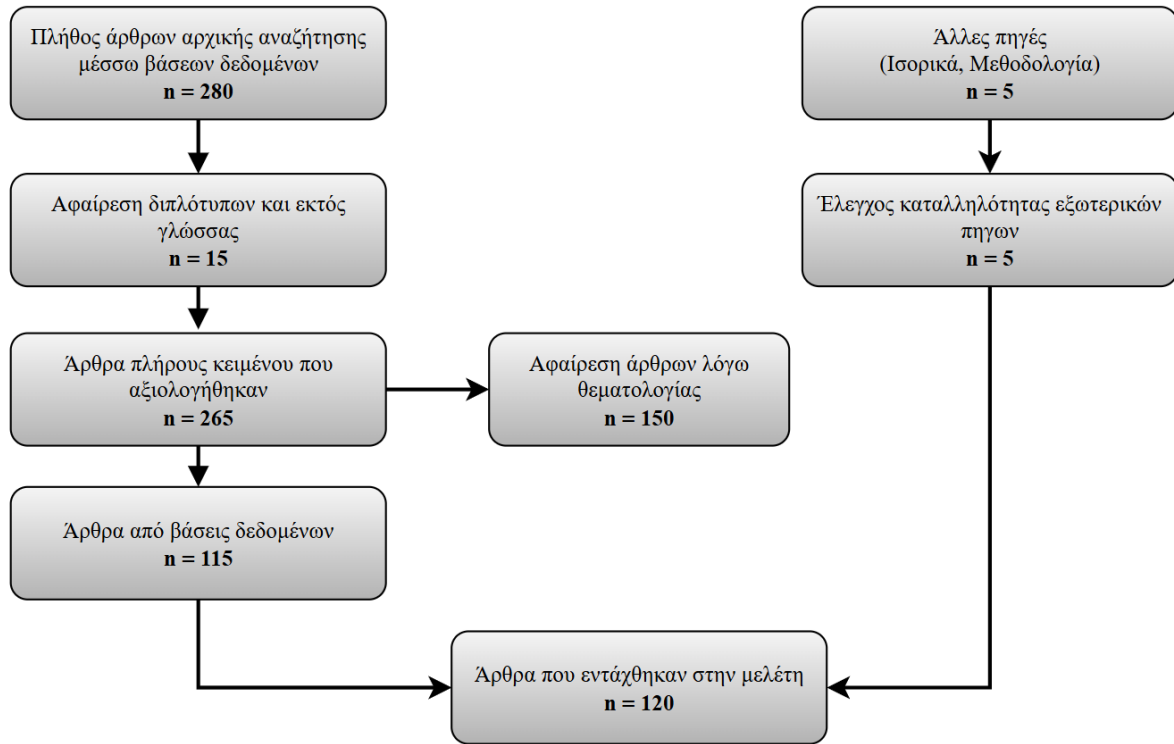 Πλήθος άρθρων αρχικής αναζήτησης
μέσσω βάσεων δεδομένων
n = 280
Άλλες πηγές
(Ισορικά, Μεθοδολογία)
n = 5
Αφαίρεση διπλότυπων και εκτός
γλώσσας
n = 15
Έλεγχος καταλληλότητας εξωτερικών
πηγων
n = 5
Άρθρα πλήρους κειμένου που
αξιολογήθηκαν
n = 265
Αφαίρεση άρθρων λόγω
θεματολογίας
n = 150
Άρθρα από βάσεις δεδομένων
n = 115
Άρθρα που εντάχθηκαν στην μελέτη
n = 120